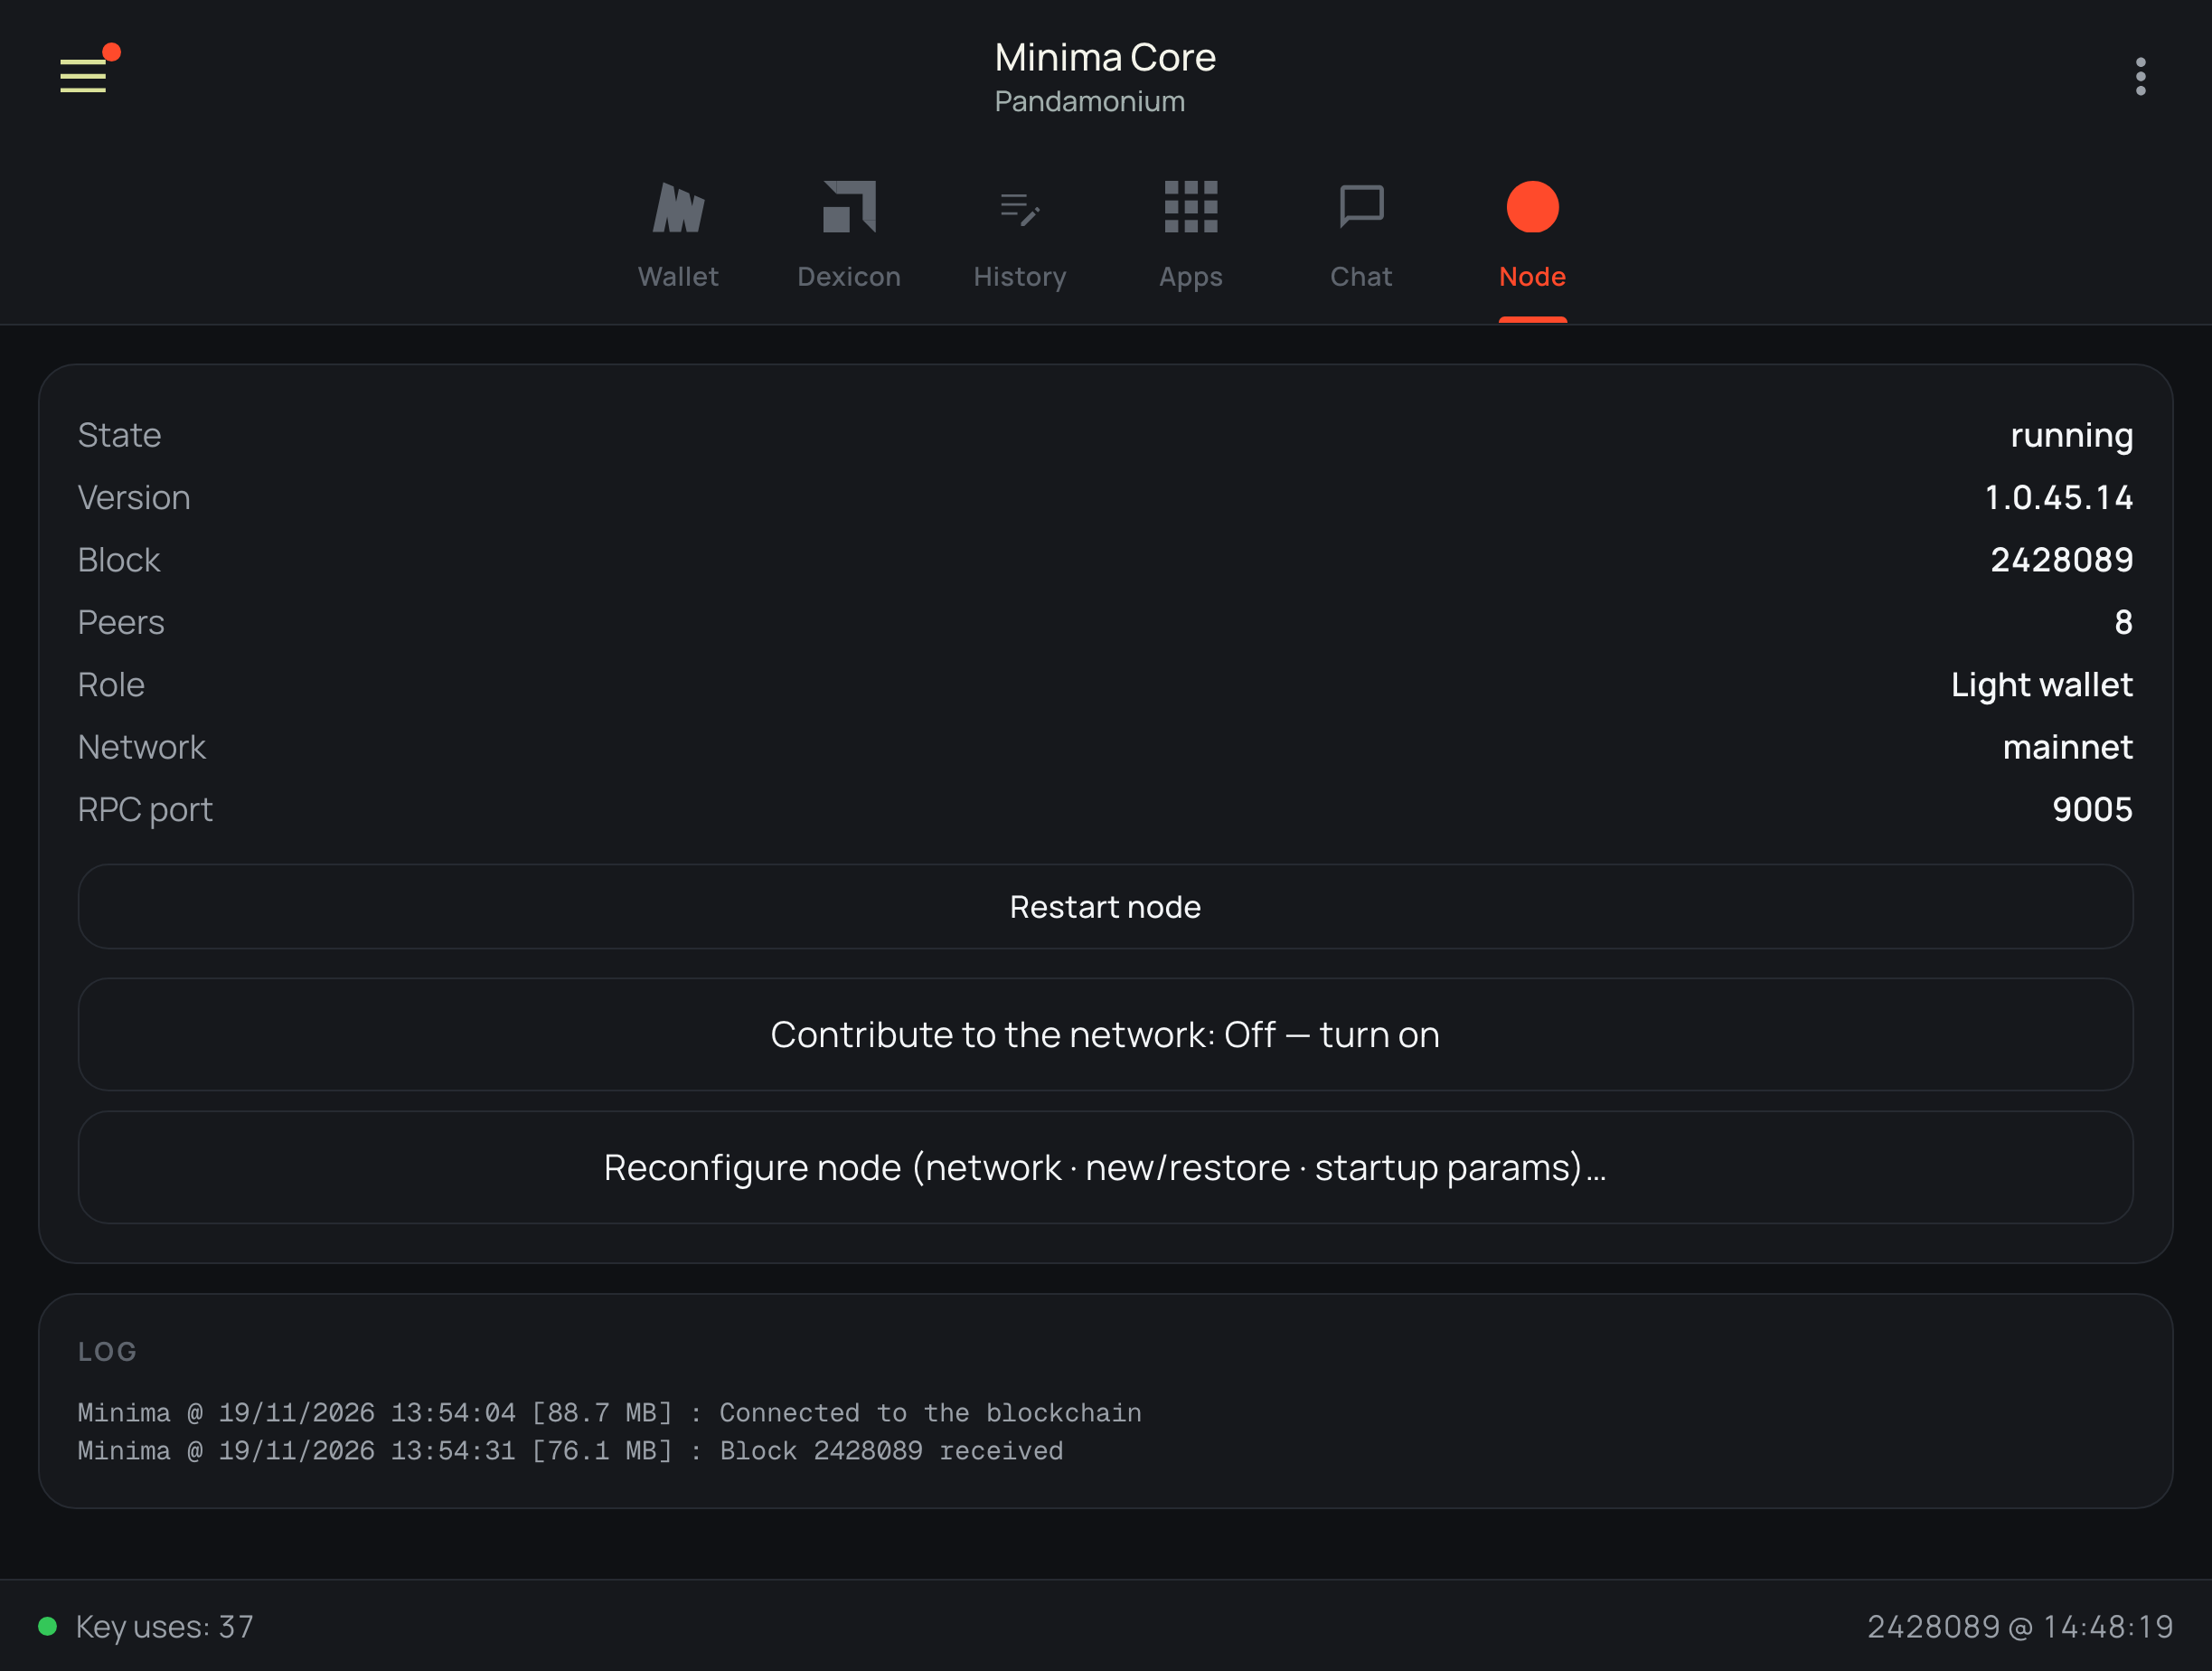 Minima Core
Pandamonium
Wallet
Dexicon
History
Apps
Chat
Node
State running
Version 1.0.45.14
Block 2428089
Peers 8
Role Light wallet
Network mainnet
RPC port 9005
Restart node
Contribute to the network: Off — turn on
Reconfigure node (network · new/restore · startup params)…
LOG
Minima @ 19/11/2026 13:54:04 [88.7 MB] : Connected to the blockchain
Minima @ 19/11/2026 13:54:31 [76.1 MB] : Block 2428089 received
Key uses: 37
2428089 @ 14:48:19